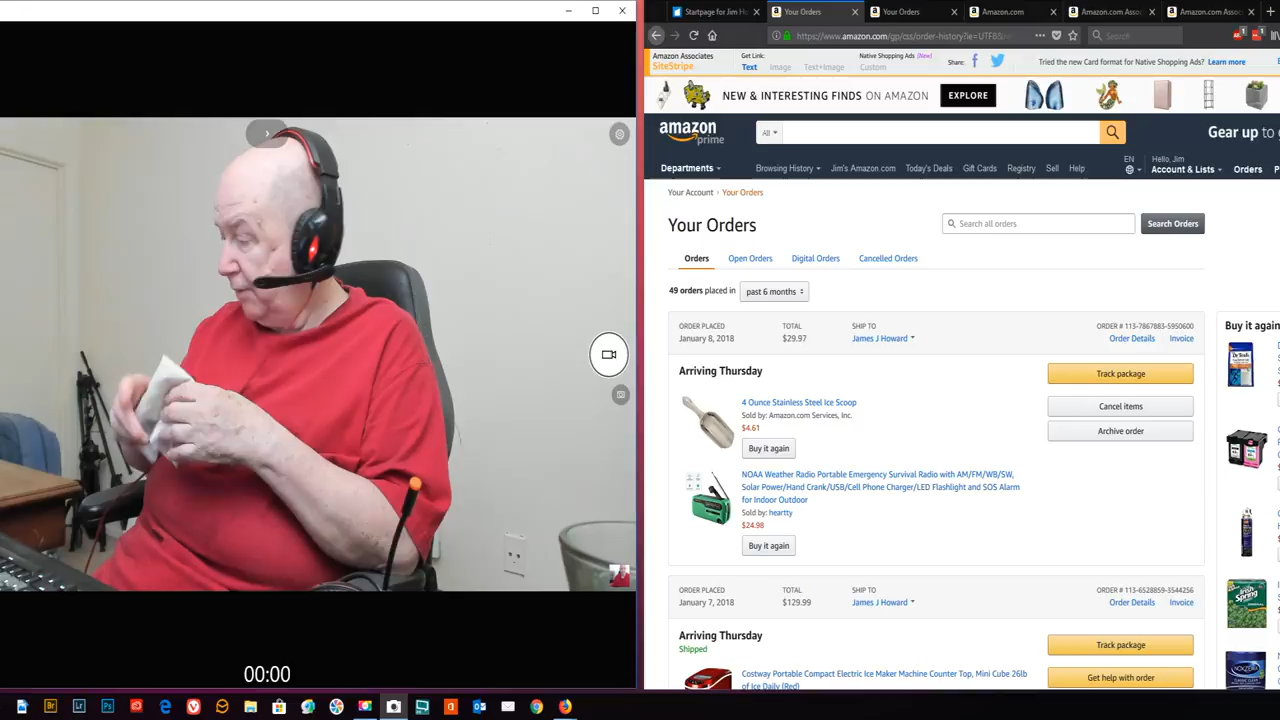 Startpage for Jim H
Your Orders
Your Orders
Amazon.com
Amazon.com Asso
Amazon.com Asso
https://www.amazon.com/gp/css/order-history?ie=UTF8&
Search
Amazon Associates
SiteStripe
Get Link:
Text
Image
Text+Image
Native Shopping Ads (New)
Custom
Share:
Tried the new Card format for Native Shopping Ads? Learn more
NEW & INTERESTING FINDS ON AMAZON
EXPLORE
amazon
prime
All
Gear up
Departments
Browsing History
Jim's Amazon.com
Today's Deals
Gift Cards
Registry
Sell
Help
EN
Hello, Jim
Account & Lists
Orders
Your Account › Your Orders
Your Orders
Search all orders
Search Orders
Orders
Open Orders
Digital Orders
Cancelled Orders
49 orders placed in past 6 months
ORDER PLACED
January 8, 2018
TOTAL
$29.97
SHIP TO
James J Howard
ORDER # 113-7867883-5950600
Order Details
Invoice
Buy it again
Arriving Thursday
Track package
4 Ounce Stainless Steel Ice Scoop
Sold by: Amazon.com Services, Inc.
$4.61
Buy it again
Cancel items
Archive order
NOAA Weather Radio Portable Emergency Survival Radio with AM/FM/WB/SW,
Solar Power/Hand Crank/USB/Cell Phone Charger/LED Flashlight and SOS Alarm
for Indoor Outdoor
Sold by: heartty
$24.98
Buy it again
ORDER PLACED
January 7, 2018
TOTAL
$129.99
SHIP TO
James J Howard
ORDER # 113-6528859-3544256
Order Details
Invoice
Arriving Thursday
Shipped
Track package
Costway Portable Compact Electric Ice Maker Machine Counter Top, Mini Cube 26lb
of Ice Daily (Red)
Get help with order
Irish
Spring
NOXZEMA
00:00
Br
Lr
Ps